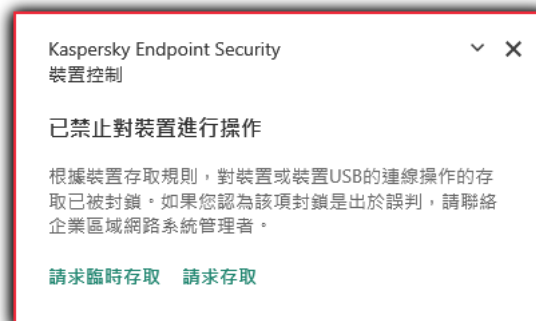 Kaspersky Endpoint Security
裝置控制
已禁止對裝置進行操作
根據裝置存取規則，對裝置或裝置USB的連線操作的存
取已被封鎖。如果您認為該項封鎖是出於誤判，請聯絡
企業區域網路系統管理者。
請求臨時存取 請求存取